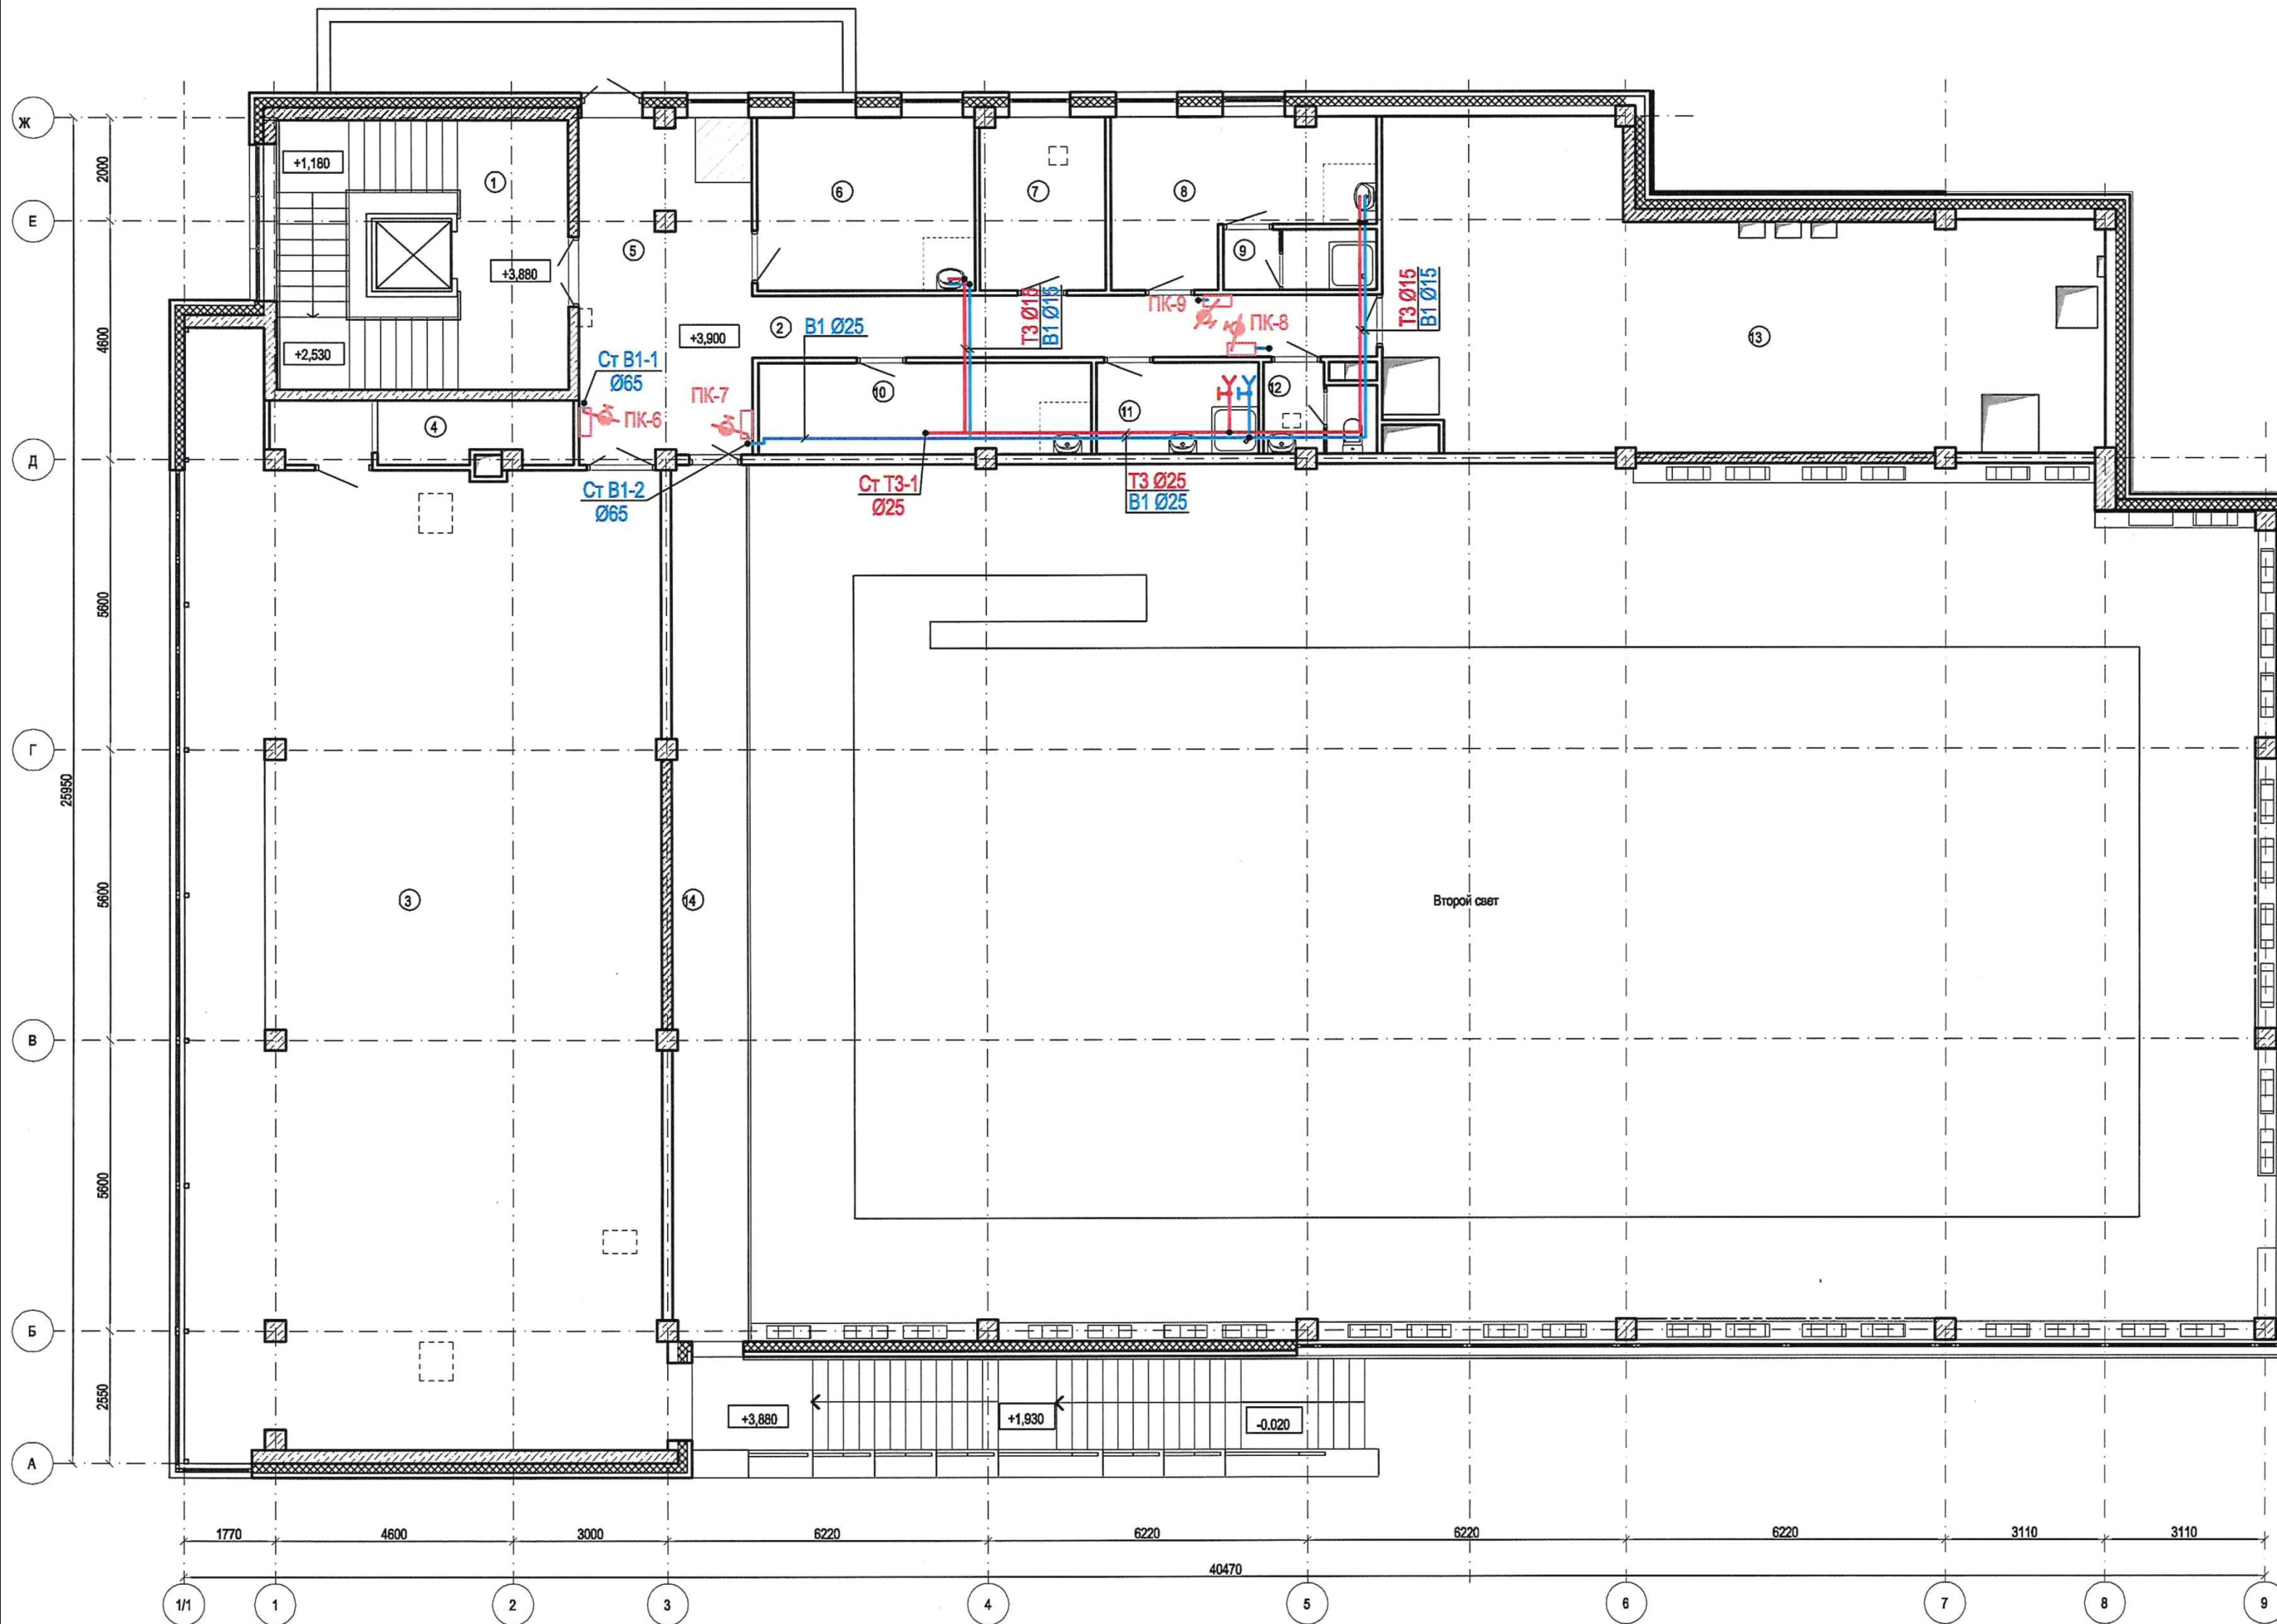 Ж
2000
+1,180
1
6
7
8
Е
5
9
+3,880
4600
+2,530
+3,900
2
В1 Ø25
Т3 Ø15
В1 Ø15
ПК-9
ПК-8
Т3 Ø15
В1 Ø15
13
Ст В1-1
Ø65
ПК-7
ПК-6
10
11
12
4
Д
Ст В1-2
Ø65
Ст Т3-1
Ø25
Т3 Ø25
В1 Ø25
5600
Г
25950
5600
3
14
Второй свет
В
5600
Б
2550
+3,880
+1,930
-0.020
А
1770
4600
3000
6220
6220
6220
6220
3110
3110
40470
1/1
1
2
3
4
5
6
7
8
9